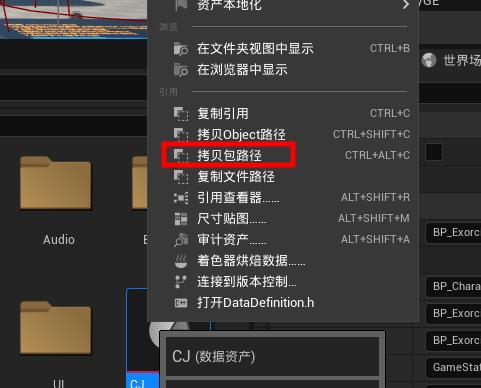 资产本地化
浏览
在文件夹视图中显示 CTRL+B
在浏览器中显示
世界场
引用
复制引用 CTRL+C
拷贝Object路径 CTRL+SHIFT+C
拷贝包路径 CTRL+ALT+C
复制文件路径
引用查看器...... ALT+SHIFT+R
尺寸贴图...... ALT+SHIFT+M
审计资产...... ALT+SHIFT+A
着色器烘焙数据......
连接到版本控制...
打开DataDefinition.h
Audio
BP_Exorc
BP_Chara
BP_Exorc
BP_Exorc
GameStat
UI
CJ
CJ (数据资产)